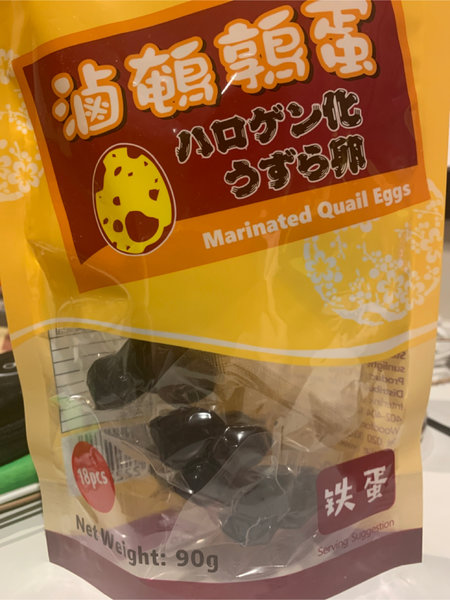 滷鵪鶉蛋
ハロゲン化
うずら卵
Marinated Quail Eggs
18pcs
铁蛋
Net Weight: 90g
Serving Suggestion